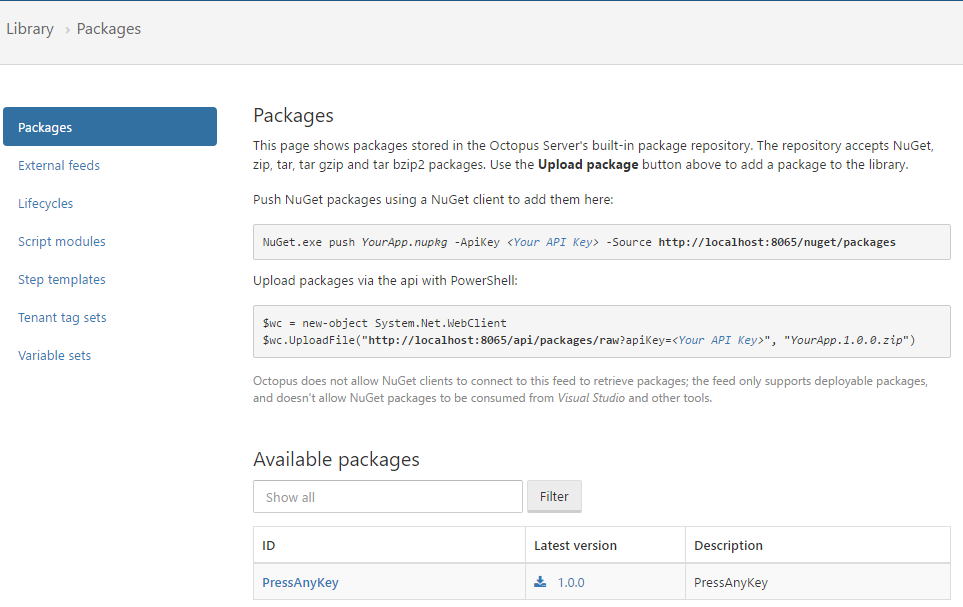 Library › Packages
Packages
External feeds
Lifecycles
Script modules
Step templates
Tenant tag sets
Variable sets
Packages
This page shows packages stored in the Octopus Server's built-in package repository. The repository accepts NuGet,
zip, tar, tar gzip and tar bzip2 packages. Use the Upload package button above to add a package to the library.
Push NuGet packages using a NuGet client to add them here:
NuGet.exe push YourApp.nupkg -ApiKey <Your API Key> -Source http://localhost:8065/nuget/packages
Upload packages via the api with PowerShell:
$wc = new-object System.Net.WebClient
$wc.UploadFile("http://localhost:8065/api/packages/raw?apiKey=<Your API Key>", "YourApp.1.0.0.zip")
Octopus does not allow NuGet clients to connect to this feed to retrieve packages; the feed only supports deployable packages,
and doesn't allow NuGet packages to be consumed from Visual Studio and other tools.
Available packages
Show all Filter
ID Latest version Description
PressAnyKey 1.0.0 PressAnyKey